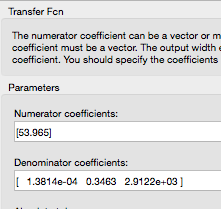 Transfer Fcn
The numerator coefficient can be a vector or m
coefficient must be a vector. The output width e
coefficient. You should specify the coefficients
Parameters
Numerator coefficients:
[53.965]
Denominator coefficients:
[ 1.3814e-04 0.3463 2.9122e+03 ]